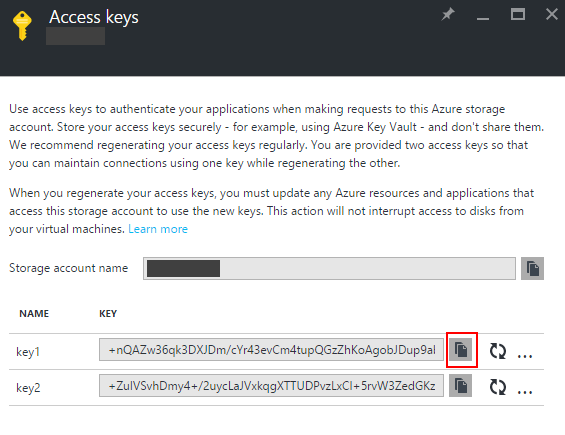 Access keys
Use access keys to authenticate your applications when making requests to this Azure storage
account. Store your access keys securely - for example, using Azure Key Vault - and don't share them.
We recommend regenerating your access keys regularly. You are provided two access keys so that
you can maintain connections using one key while regenerating the other.
When you regenerate your access keys, you must update any Azure resources and applications that
access this storage account to use the new keys. This action will not interrupt access to disks from
your virtual machines. Learn more
Storage account name
NAME KEY
key1 +nQAZw36qk3DXJDm/cYr43evCm4tupQGzZhKoAgobJDup9al ...
key2 +ZuIVSvhDmy4+/2uycLaJVxkqgXTTUDPvzLxCl+5rvW3ZedGKz ...